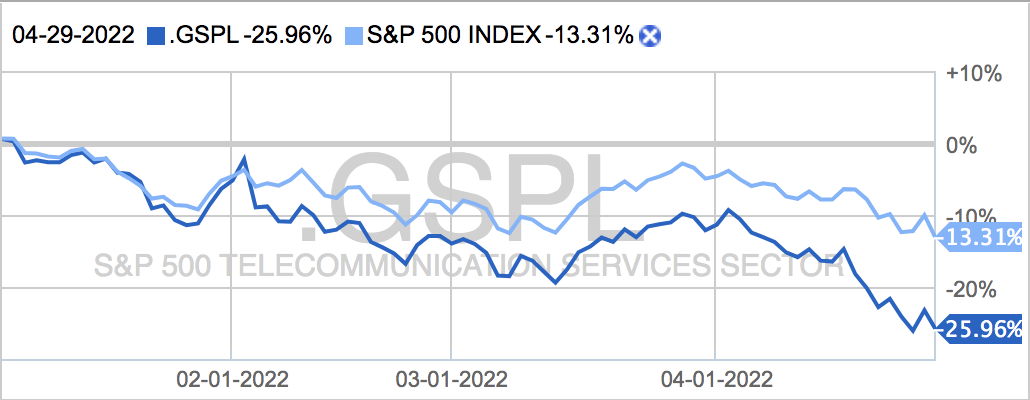 04-29-2022 .GSPL -25.96% S&P 500 INDEX -13.31%
+10%
0%
.GSPL
-10%
-13.31%
S&P 500 TELECOMMUNICATION SERVICES SECTOR
-20%
-25.96%
02-01-2022 03-01-2022 04-01-2022